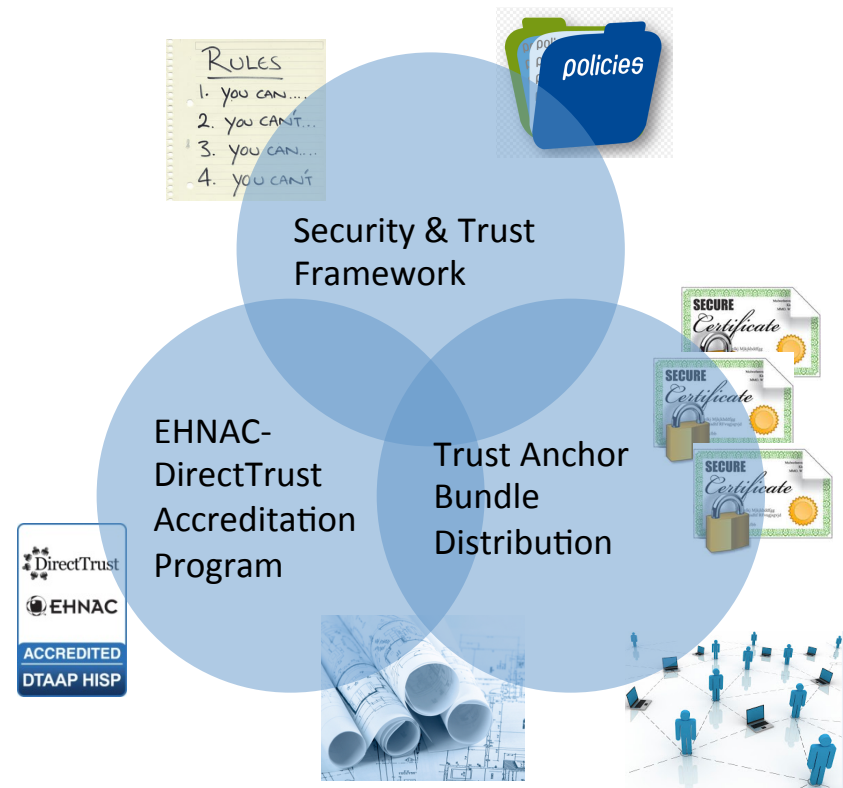 RULES
1. YOU CAN....
2. YOU CAN'T...
3. YOU CAN....
4. YOU CAN'T
policies
Security & Trust
Framework
SECURE
Certificate
SECURE
Certificate
SECURE
Certificate
EHNAC-
DirectTrust
Accreditation
Program
Trust Anchor
Bundle
Distribution
DirectTrust
EHNAC
ACCREDITED
DTAAP HISP